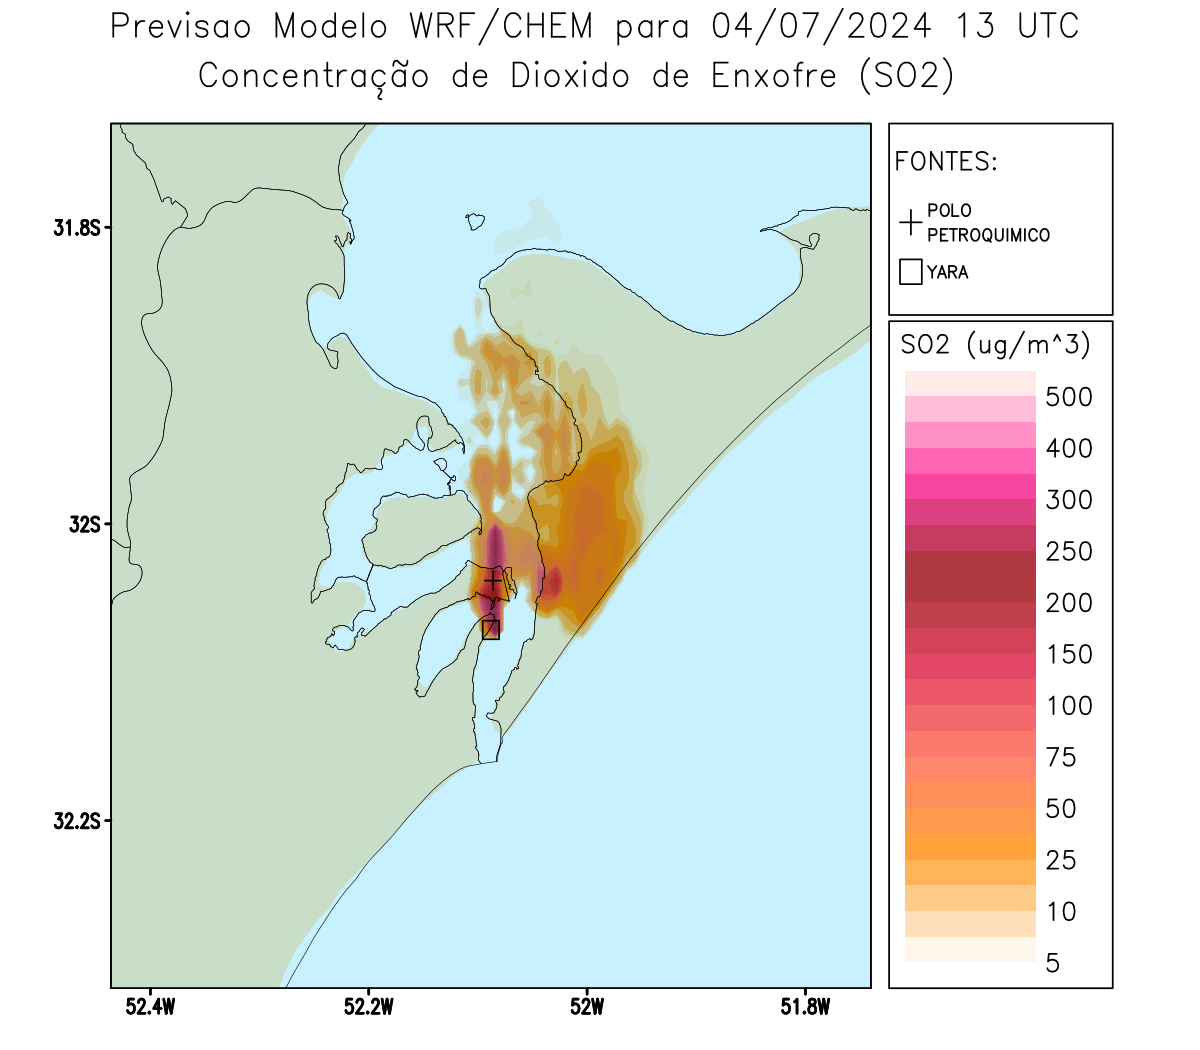 Previsao Modelo WRF/CHEM para 04/07/2024 13 UTC
Concentração de Dioxido de Enxofre (SO2)
FONTES:
POLO
PETROQUIMICO
YARA
SO2 (ug/m^3)
500
400
300
250
200
150
100
75
50
25
10
5
31.8S
32S
32.2S
52.4W
52.2W
52W
51.8W